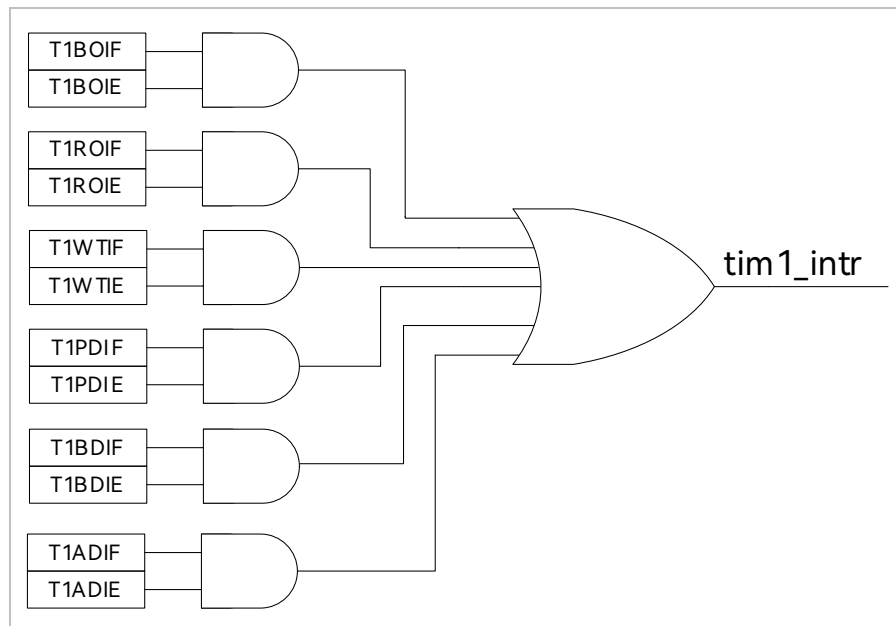 T1BOIF
T1BOIE
T1ROIF
T1ROIE
T1WTIF
T1WTIE
tim1_intr
T1PDIF
T1PDIE
T1BDIF
T1BDIE
T1ADIF
T1ADIE